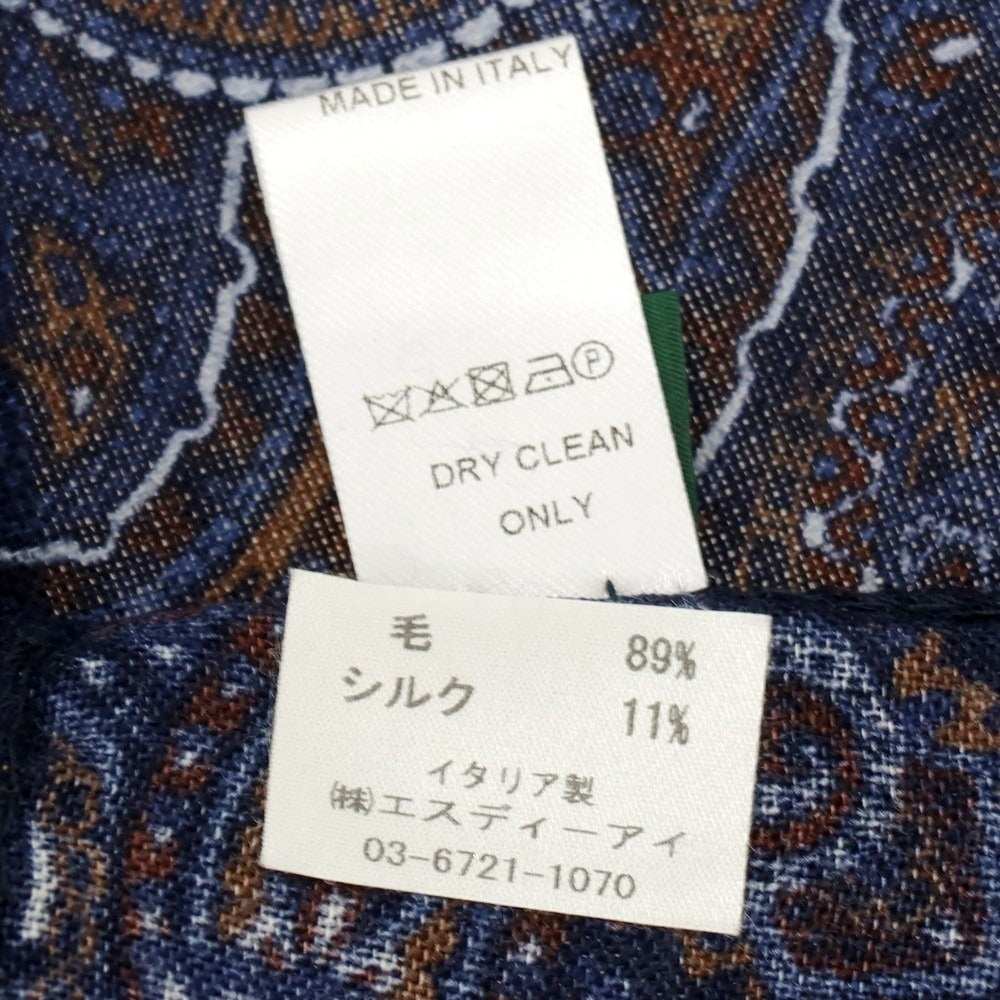 MADE IN ITALY
P
DRY CLEAN
ONLY
毛 89%
シルク 11%
イタリア製
㈱エスディーアイ
03-6721-1070